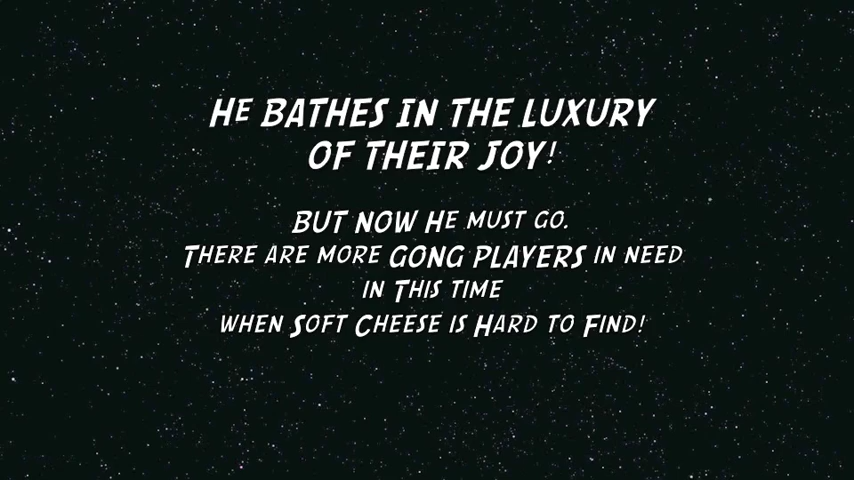 HE BATHES IN THE LUXURY
OF THEIR JOY!
BUT NOW HE MUST GO.
THERE ARE MORE GONG PLAYERS IN NEED
IN THIS TIME
WHEN SOFT CHEESE IS HARD TO FIND!